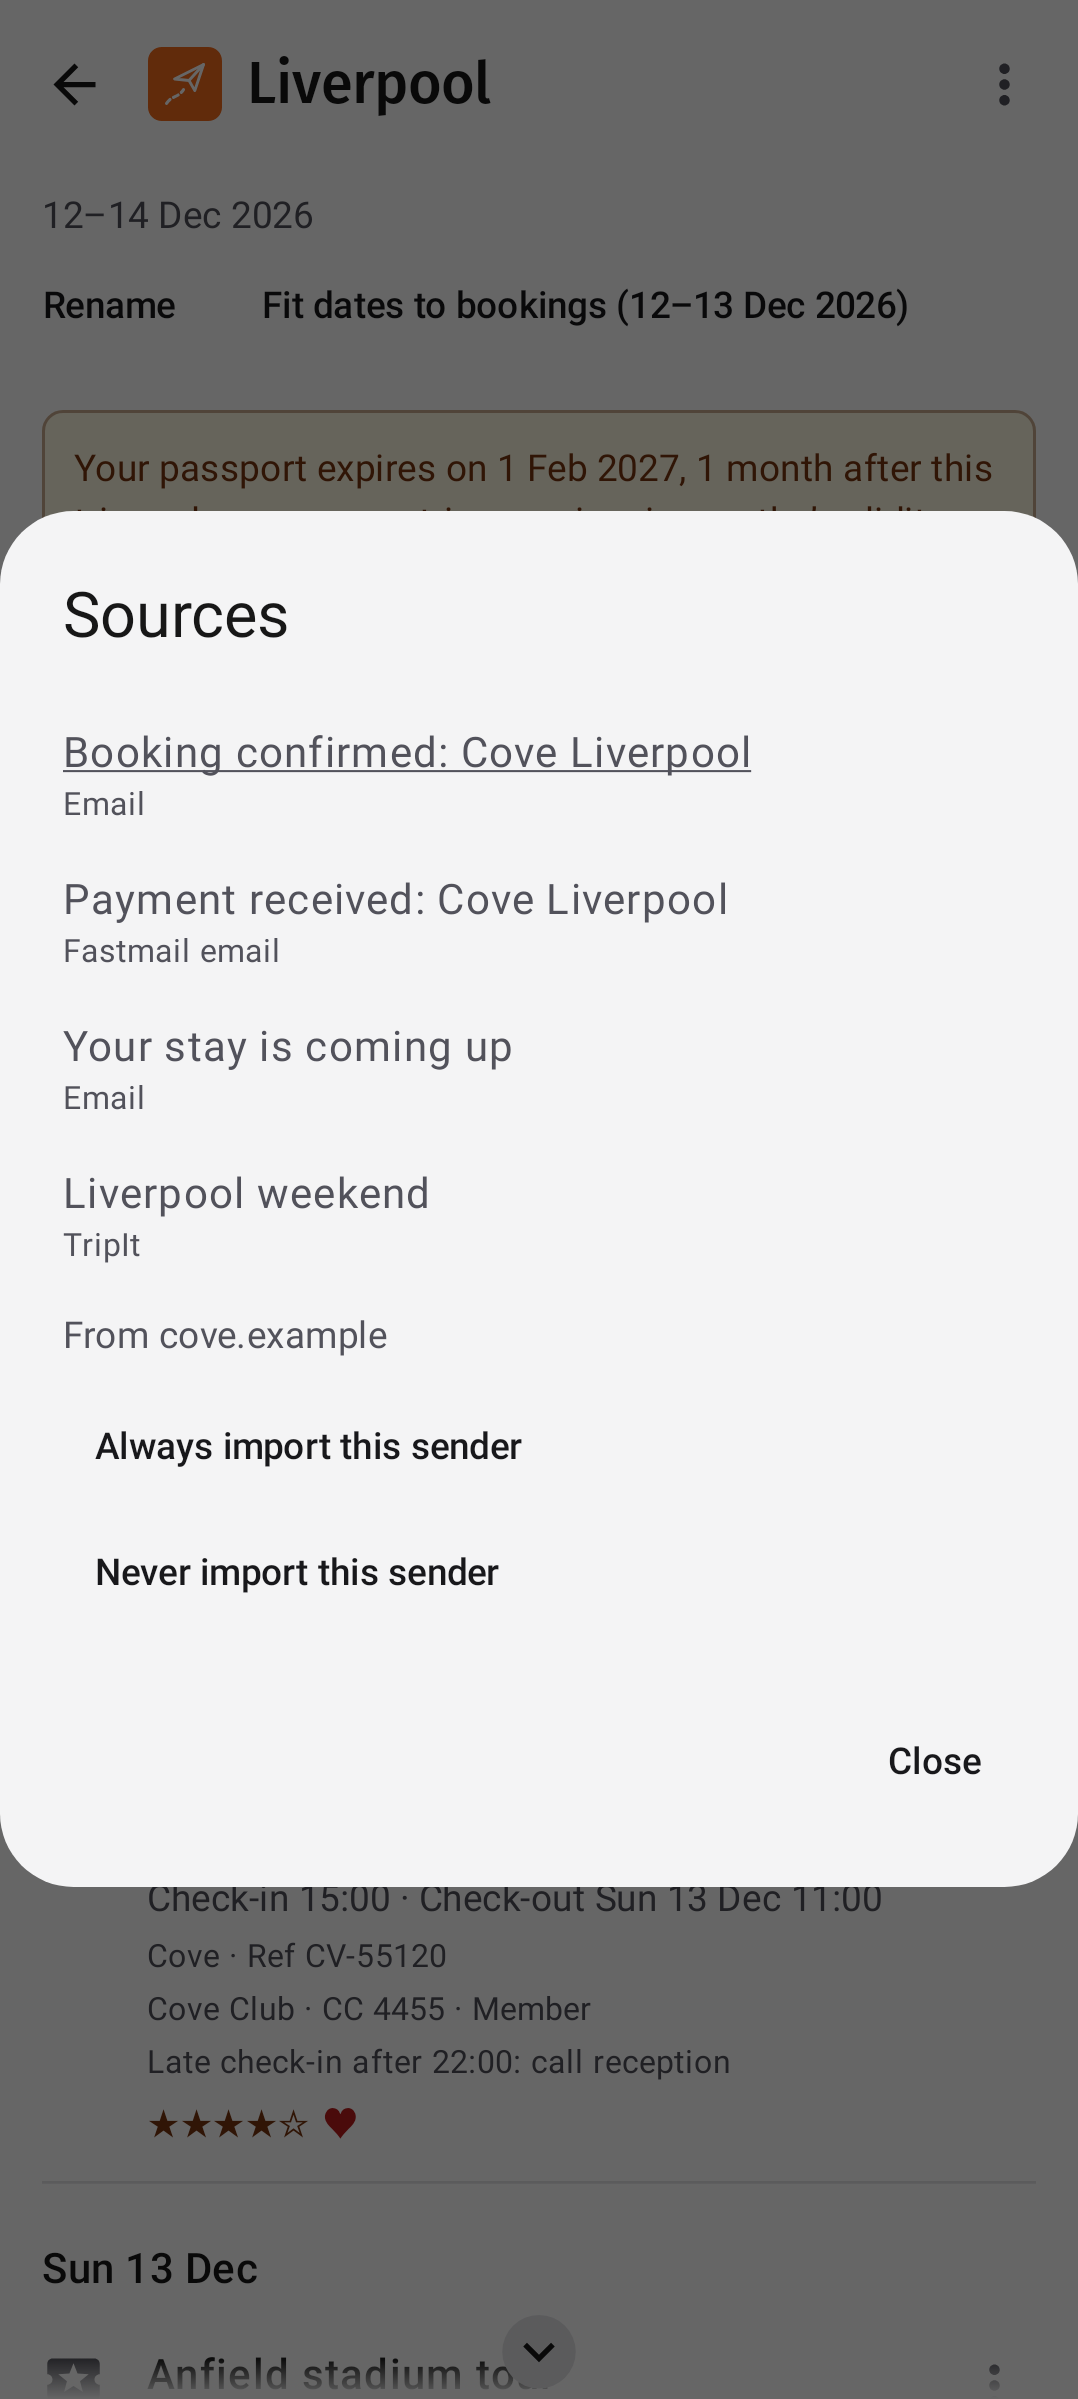 Liverpool
12–14 Dec 2026
Rename Fit dates to bookings (12–13 Dec 2026)
Your passport expires on 1 Feb 2027, 1 month after this
Sources
Booking confirmed: Cove Liverpool
Email
Payment received: Cove Liverpool
Fastmail email
Your stay is coming up
Email
Liverpool weekend
TripIt
From cove.example
Always import this sender
Never import this sender
Close
Check-in 15:00 · Check-out Sun 13 Dec 11:00
Cove · Ref CV-55120
Cove Club · CC 4455 · Member
Late check-in after 22:00: call reception
★★★★☆ ♥
Sun 13 Dec
Anfield stadium